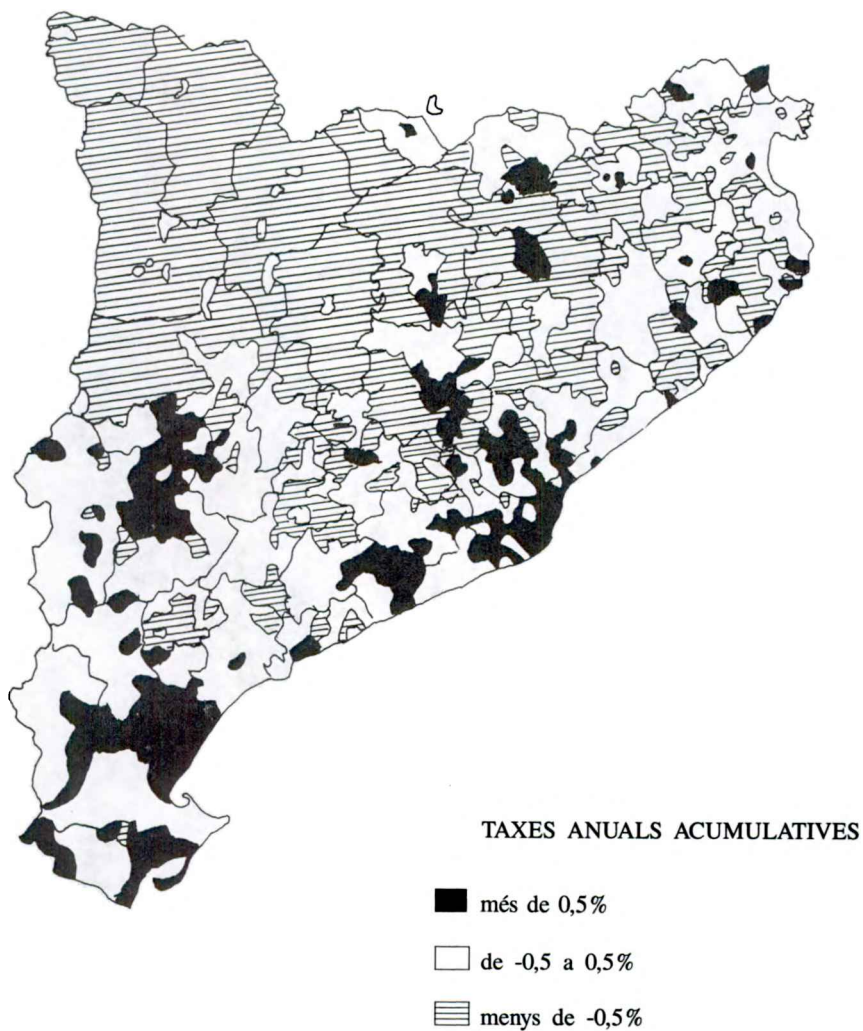 TAXES ANUALS ACUMULATIVES
més de 0,5%
de -0,5 a 0,5%
menys de -0,5%